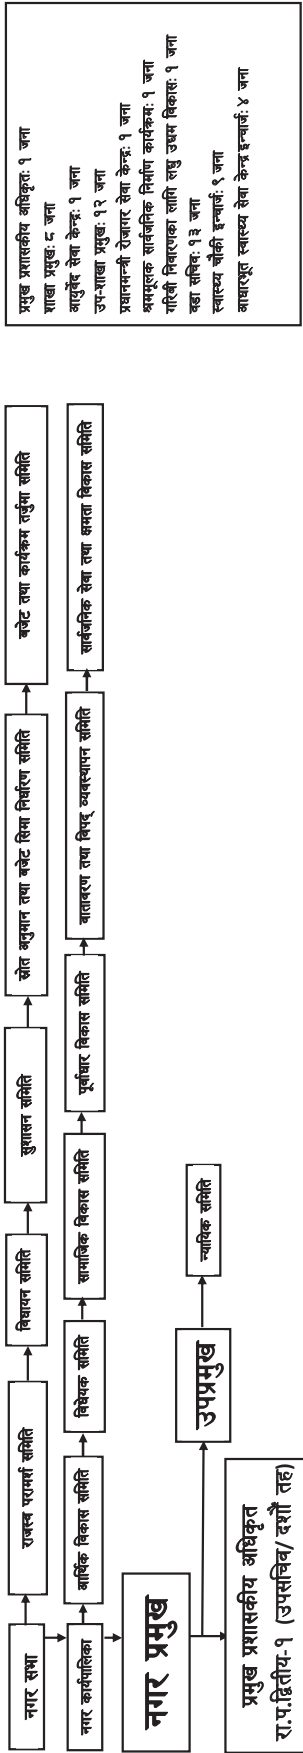 नगर सभा
राजस्व परामर्श समिति
विधायन समिति
सुशासन समिति
स्रोत अनुमान तथा बजेट सिमा निर्धारण समिति
बजेट तथा कार्यक्रम तर्जुमा समिति
नगर कार्यपालिका
आर्थिक विकास समिति
विधेयक समिति
सामाजिक विकास समिति
पूर्वाधार विकास समिति
वातावरण तथा विपद् व्यवस्थापन समिति
सार्वजनिक सेवा तथा क्षमता विकास समिति
नगर प्रमुख
उपप्रमुख
न्यायिक समिति
प्रमुख प्रशासकीय अधिकृत
रा.प.द्वितीय-१ (उपसचिव/ दशौं तह)
प्रमुख प्रशासकीय अधिकृतः १ जना
शाखा प्रमुखः ८ जना
आयुर्वेद सेवा केन्द्रः १ जना
उप-शाखा प्रमुखः १२ जना
प्रधानमन्त्री रोजागर सेवा केन्द्रः १ जना
श्रममूलक सार्वजनिक निर्माण कार्यक्रमः १ जना
गरिबी निवारणका लागि लघु उद्यम विकासः १ जना
वडा सचिवः १३ जना
स्वास्थ्य चौकी इन्चार्जः ९ जना
आधारभूत स्वास्थ्य सेवा केन्द्र इन्चार्जः ४ जना